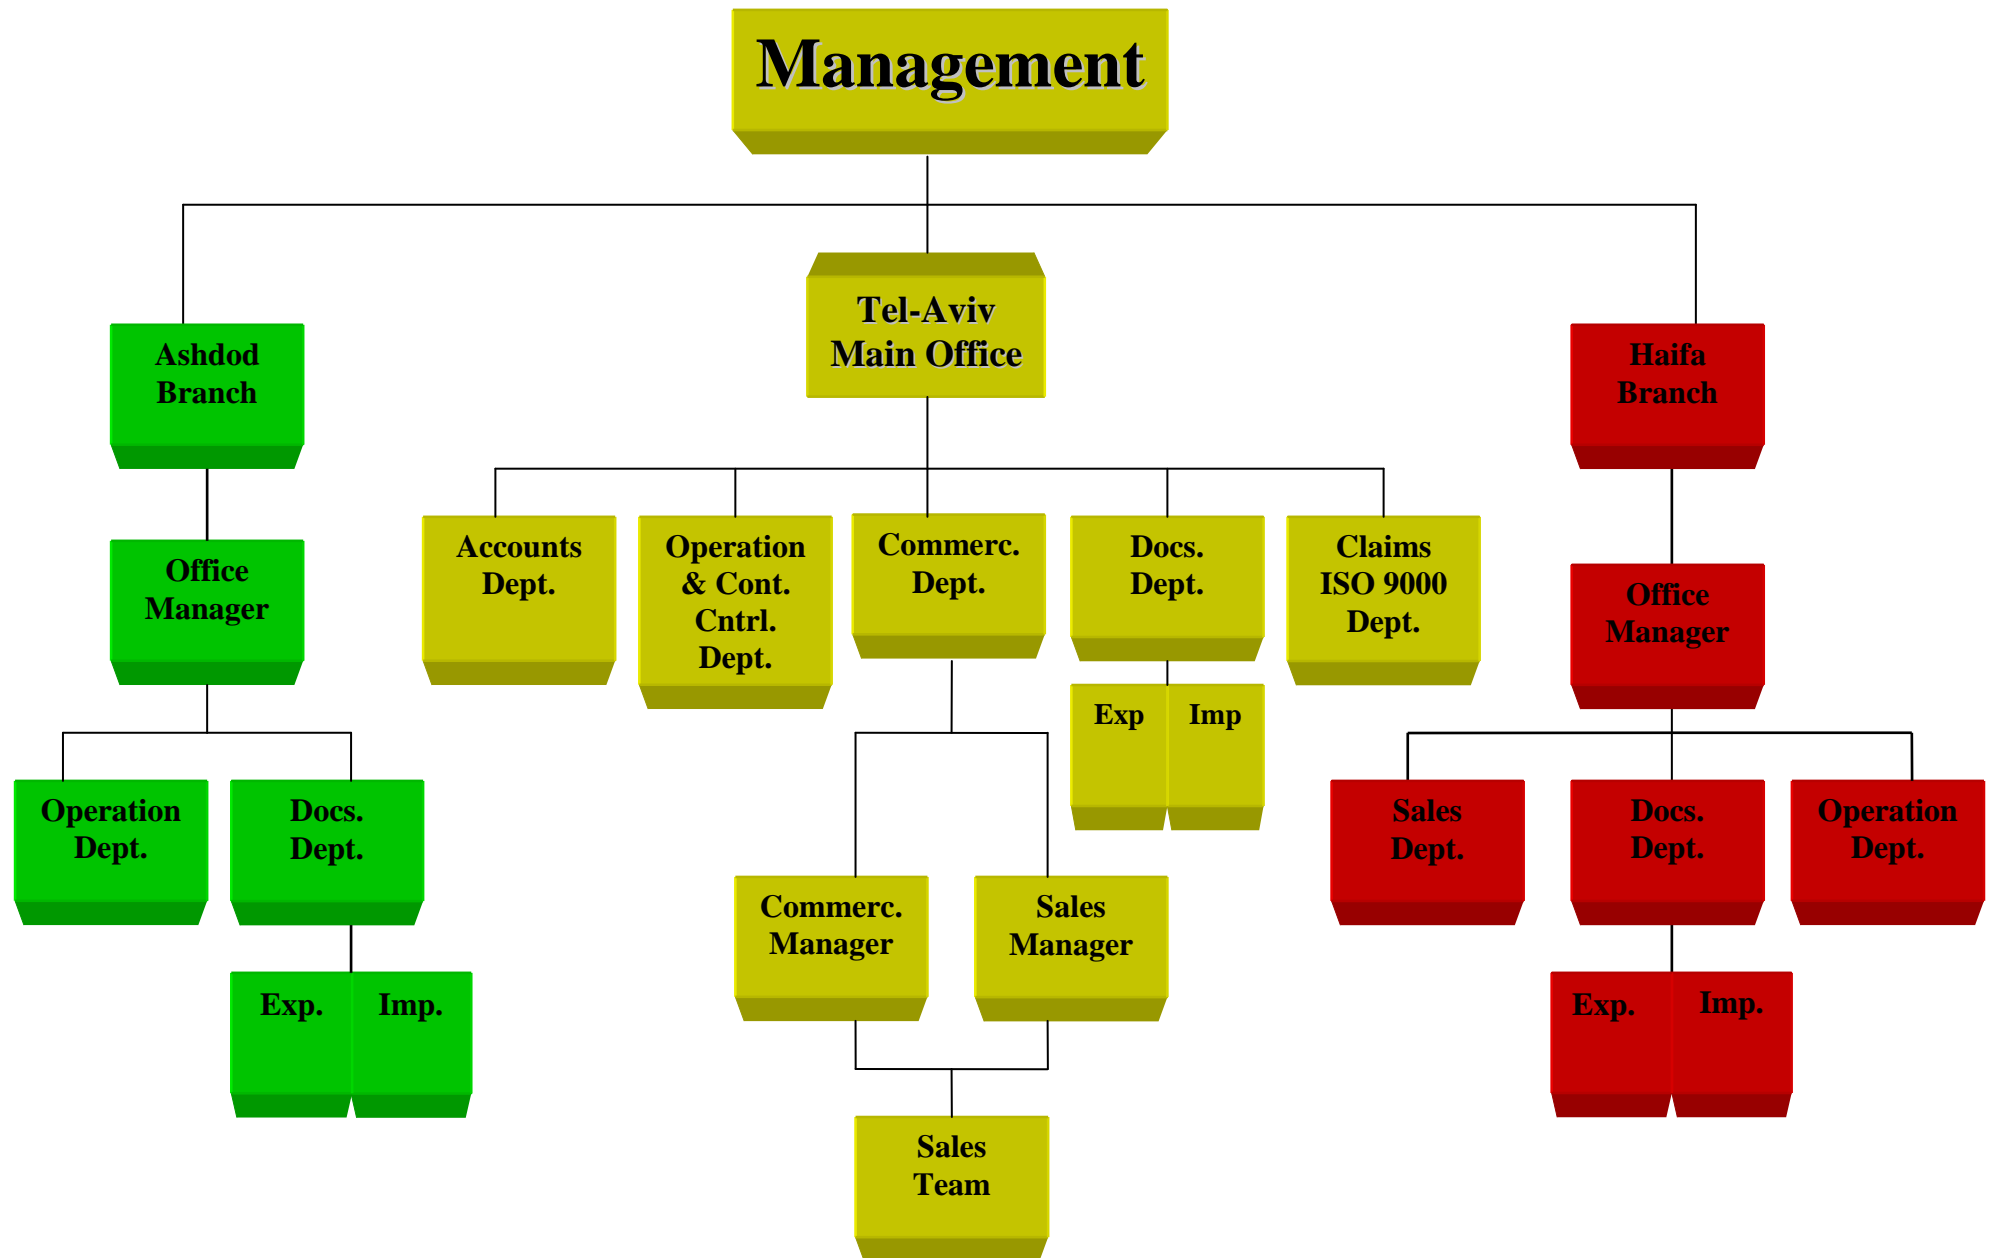 Management
Tel-Aviv
Main Office
Ashdod
Branch
Haifa
Branch
Office
Manager
Accounts
Dept.
Operation
& Cont.
Cntrl.
Dept.
Commerc.
Dept.
Docs.
Dept.
Claims
ISO 9000
Dept.
Office
Manager
Exp
Imp
Operation
Dept.
Docs.
Dept.
Sales
Dept.
Docs.
Dept.
Operation
Dept.
Commerc.
Manager
Sales
Manager
Exp.
Imp.
Exp.
Imp.
Sales
Team